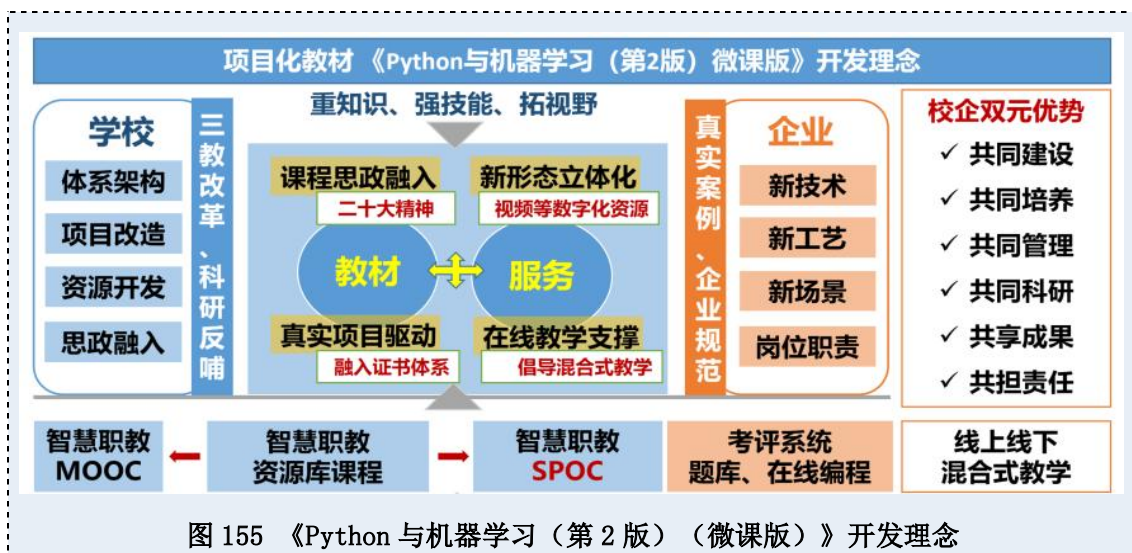 项目化教材《Python与机器学习（第2版）微课版》开发理念
学校
体系架构
项目改造
资源开发
思政融入
三教改革、科研反哺
重知识、强技能、拓视野
课程思政融入
二十大精神
新形态立体化
视频等数字化资源
教材
服务
真实项目驱动
融入证书体系
在线教学支撑
倡导混合式教学
真实案例、企业规范
企业
新技术
新工艺
新场景
岗位职责
校企双元优势
✓ 共同建设
✓ 共同培养
✓ 共同管理
✓ 共同科研
✓ 共享成果
✓ 共担责任
智慧职教
MOOC
智慧职教
资源库课程
智慧职教
SPOC
考评系统
题库、在线编程
线上线下
混合式教学
图 155 《Python 与机器学习（第 2 版）（微课版）》开发理念